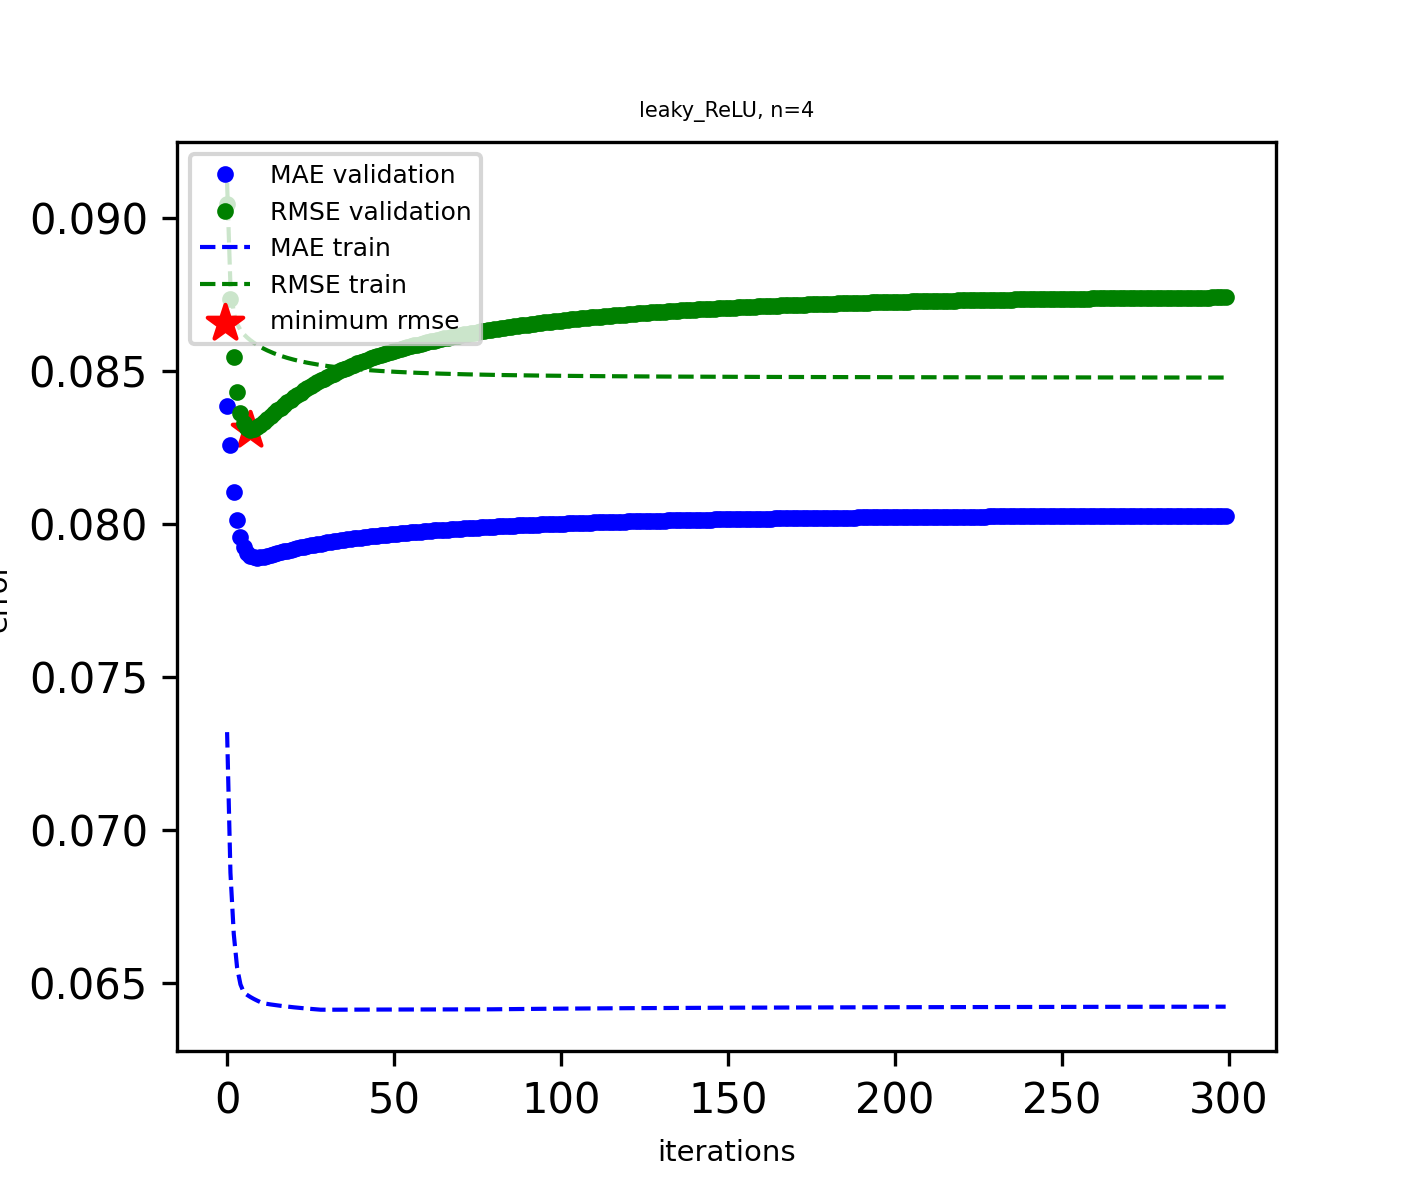 leaky_ReLU, n=4
MAE validation
RMSE validation
MAE train
RMSE train
minimum rmse
0.090
0.085
0.080
0.075
0.070
0.065
0 50 100 150 200 250 300
iterations